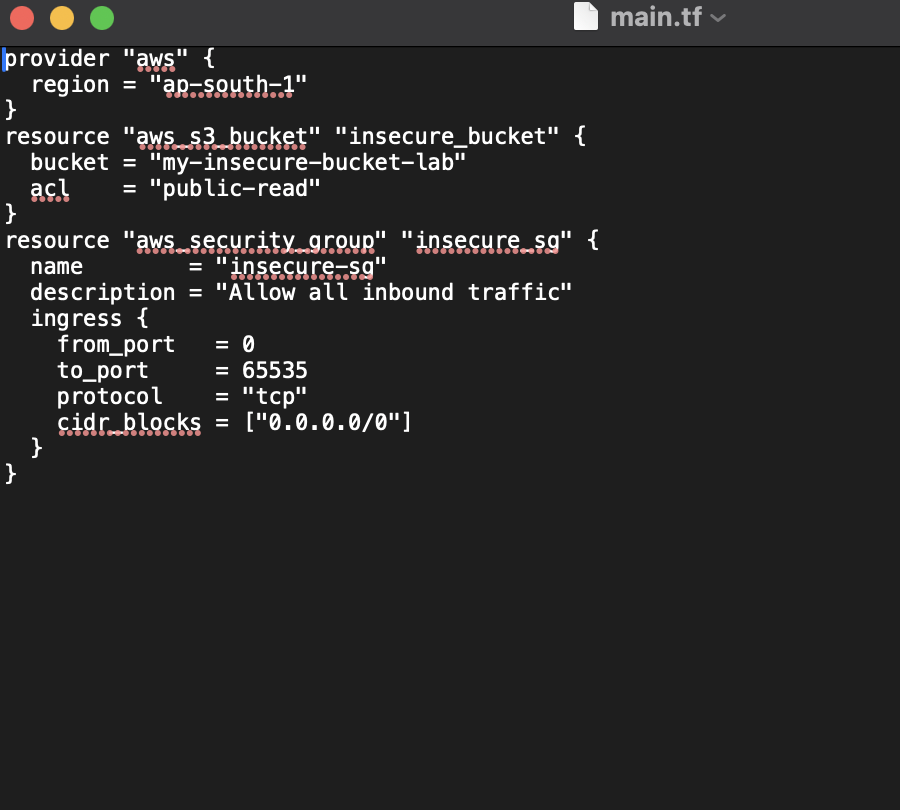 main.tf
provider "aws" {
  region = "ap-south-1"
}
resource "aws_s3_bucket" "insecure_bucket" {
  bucket = "my-insecure-bucket-lab"
  acl    = "public-read"
}
resource "aws_security_group" "insecure_sg" {
  name        = "insecure-sg"
  description = "Allow all inbound traffic"
  ingress {
    from_port   = 0
    to_port     = 65535
    protocol    = "tcp"
    cidr_blocks = ["0.0.0.0/0"]
  }
}